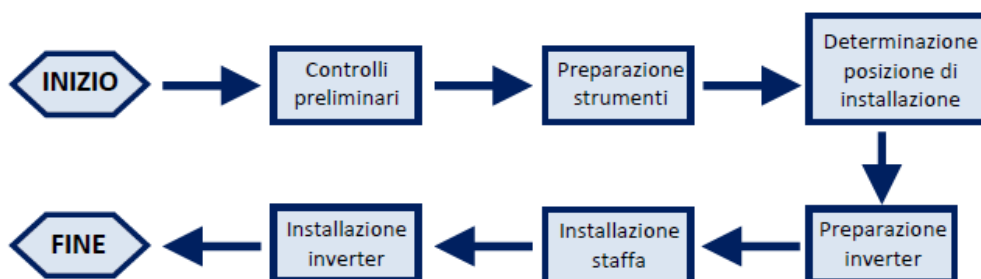 INIZIO
Controlli
preliminari
Preparazione
strumenti
Determinazione
posizione di
installazione
Preparazione
inverter
Installazione
staffa
Installazione
inverter
FINE